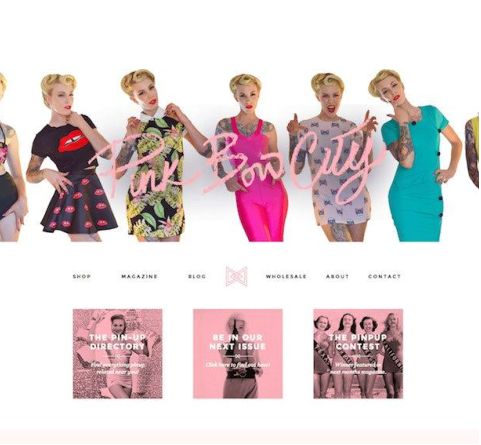 Pink Bow City
SHOP MAGAZINE BLOG WHOLESALE ABOUT CONTACT
THE PIN-UP
DIRECTORY
Find everything pinup
related near you!
BE IN OUR
NEXT ISSUE
Click here to find out how!
THE PINUP
CONTEST
Winner featured in
next months magazine.